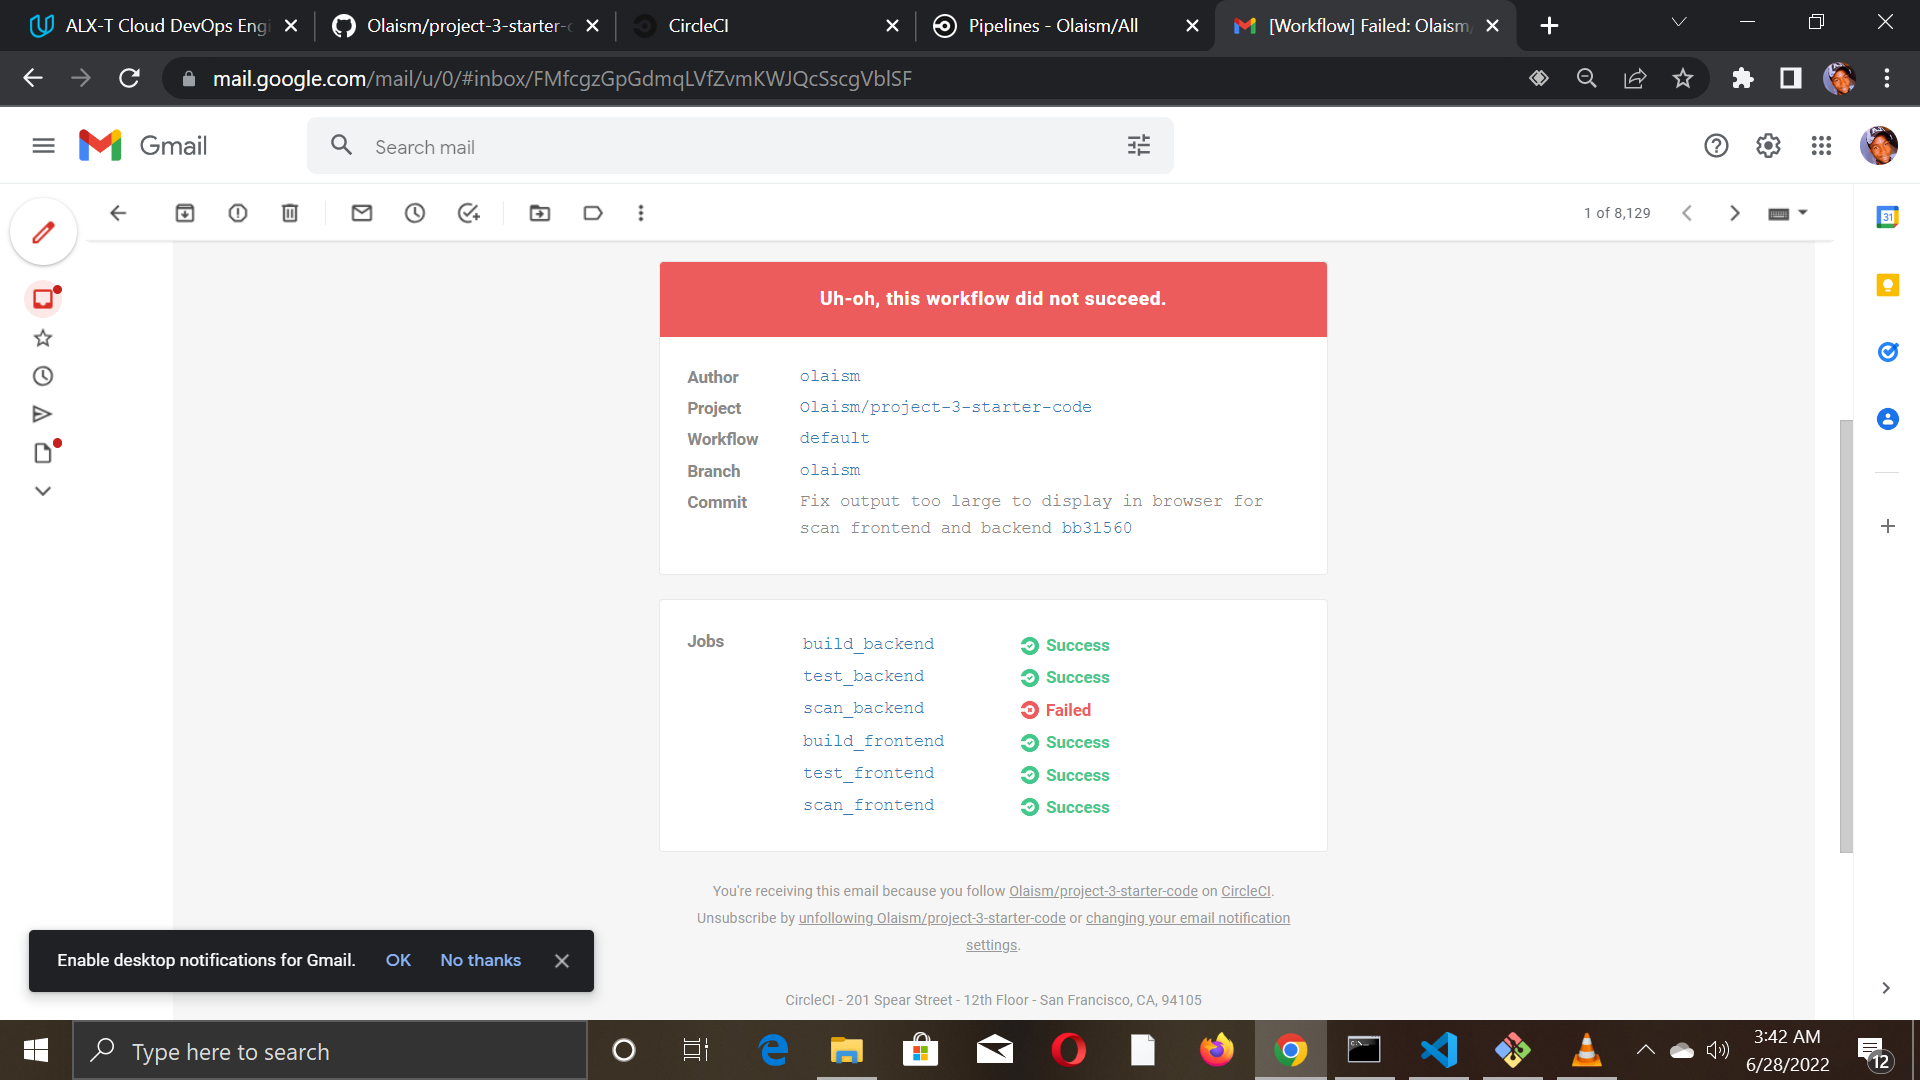 ALX-T Cloud DevOps Engi
Olaism/project-3-starter-c
CircleCI
Pipelines - Olaism/All
[Workflow] Failed: Olaism/
mail.google.com/mail/u/0/#inbox/FMfcgzGpGdmqLVfZvmKWJQcSscgVblSF
Gmail
Search mail
1 of 8,129
31
Uh-oh, this workflow did not succeed.
Author olaism
Project Olaism/project-3-starter-code
Workflow default
Branch olaism
Commit Fix output too large to display in browser for
scan frontend and backend bb31560
Jobs build_backend Success
test_backend Success
scan_backend Failed
build_frontend Success
test_frontend Success
scan_frontend Success
You're receiving this email because you follow Olaism/project-3-starter-code on CircleCI.
Unsubscribe by unfollowing Olaism/project-3-starter-code or changing your email notification
settings.
Enable desktop notifications for Gmail. OK No thanks
CircleCI - 201 Spear Street - 12th Floor - San Francisco, CA, 94105
Type here to search
3:42 AM
6/28/2022
12